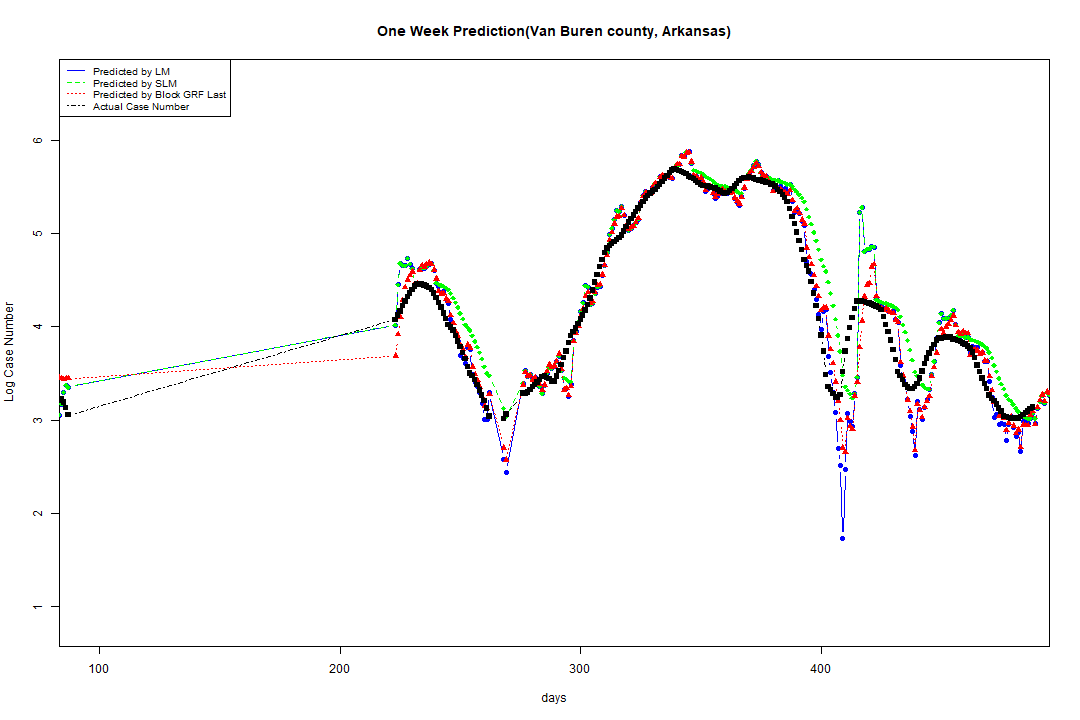 One Week Prediction(Van Buren county, Arkansas)
Predicted by LM
Predicted by SLM
Predicted by Block GRF Last
Actual Case Number
Log Case Number
6
5
4
3
2
1
100 200 300 400
days